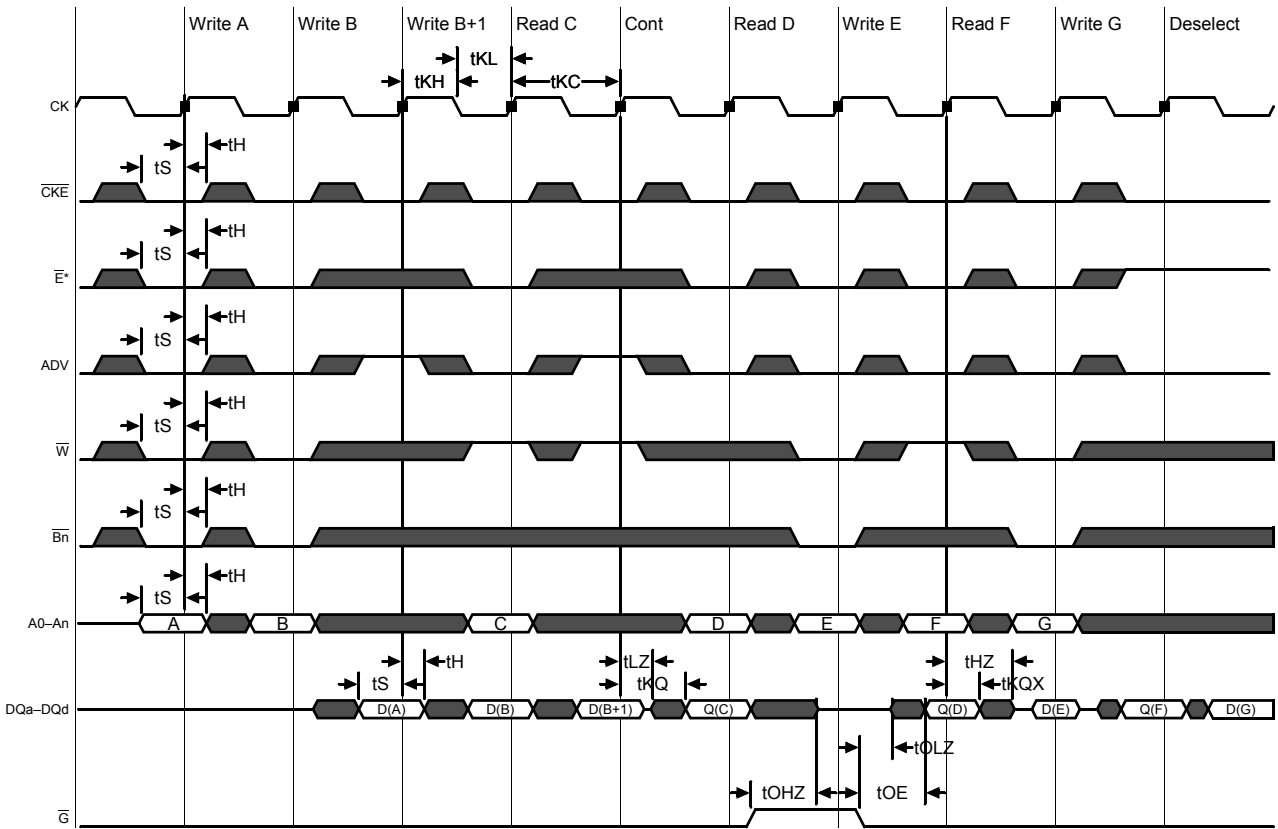 Write A Write B Write B+1 Read C Cont Read D Write E Read F Write G Deselect
tKL
tKH tKC
CK
tH
tS
CKE
tH
tS
E*
tH
tS
ADV
tH
tS
W
tH
tS
Bn
tH
tS
A0–An A B C D E F G
tH tLZ tHZ
tS tKQ tKQX
DQa–DQd D(A) D(B) D(B+1) Q(C) Q(D) D(E) Q(F) D(G)
tOLZ
tOHZ tOE
G